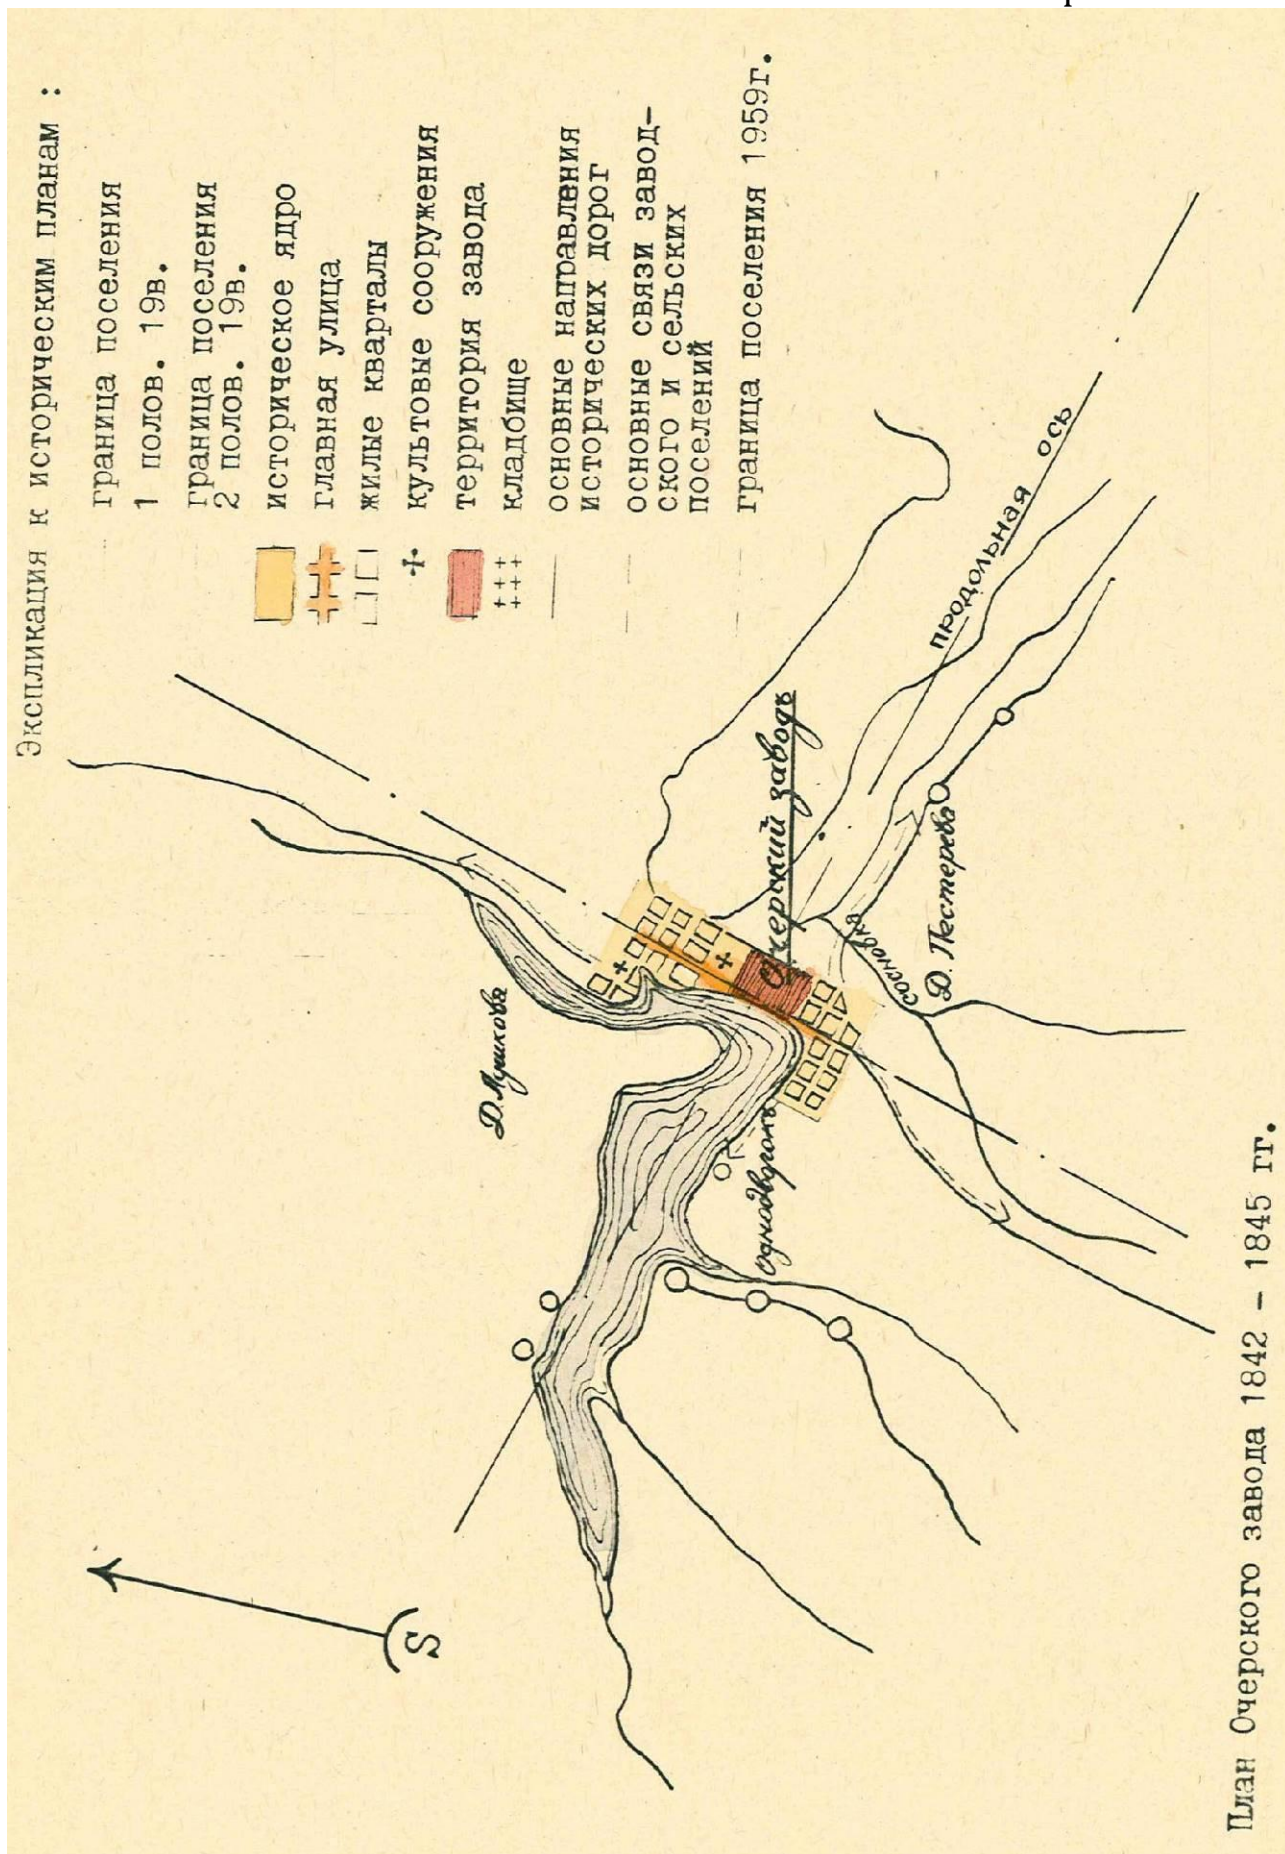 Экспликация к историческим планам :
граница поселения
1 полов. 19в.
граница поселения
2 полов. 19в.
историческое ядро
главная улица
жилые кварталы
культовые сооружения
территория завода
кладбище
основные направления
исторических дорог
основные связи завод-
ского и сельских
поселений
граница поселения 1959г.
S
Очерский заводъ
продольная ось
сосновка
Д. Пестерева
План Очерского завода 1842 - 1845 гг.